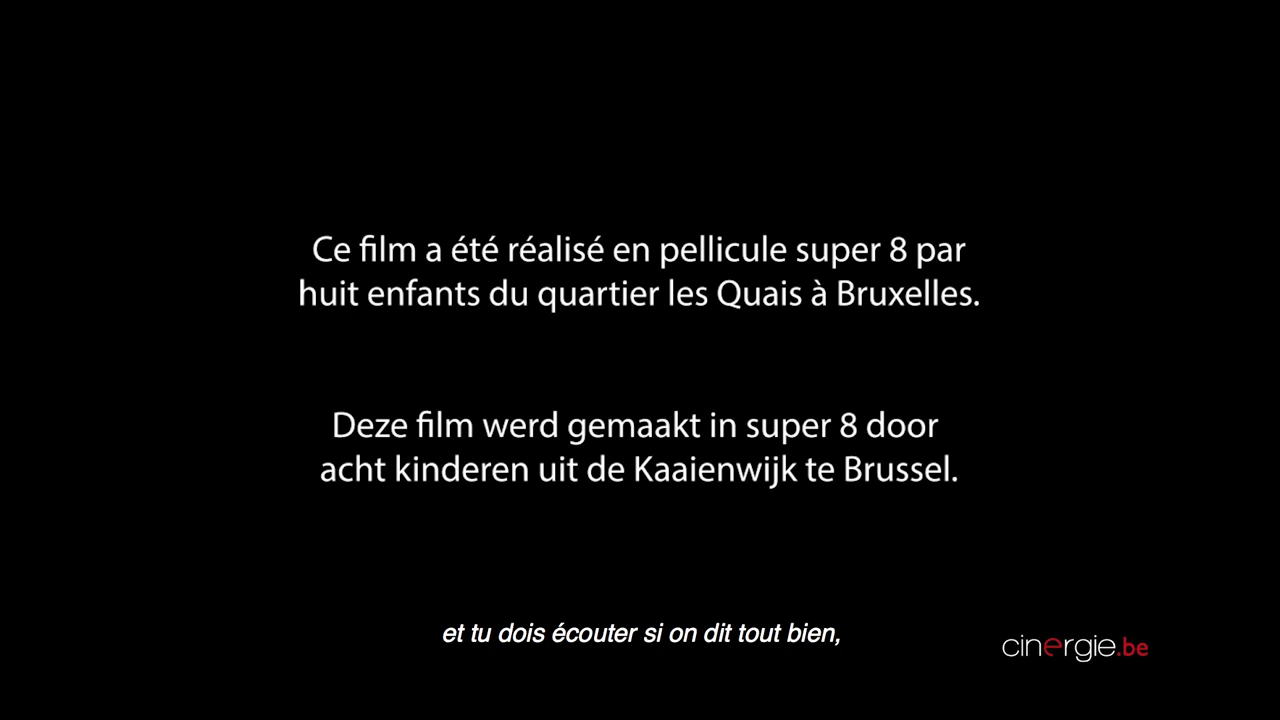 Ce film a été réalisé en pellicule super 8 par
huit enfants du quartier les Quais à Bruxelles.
Deze film werd gemaakt in super 8 door
acht kinderen uit de Kaaienwijk te Brussel.
et tu dois écouter si on dit tout bien,
cinergie.be